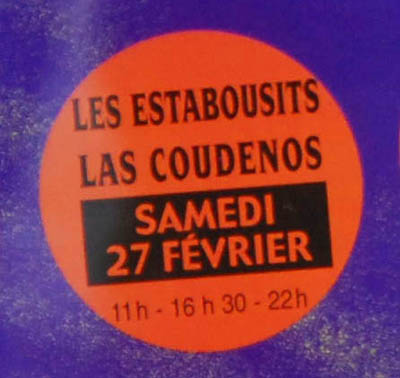 LES ESTABOUSITS
LAS COUDENOS
SAMEDI
27 FÉVRIER
11h - 16 h 30 - 22h